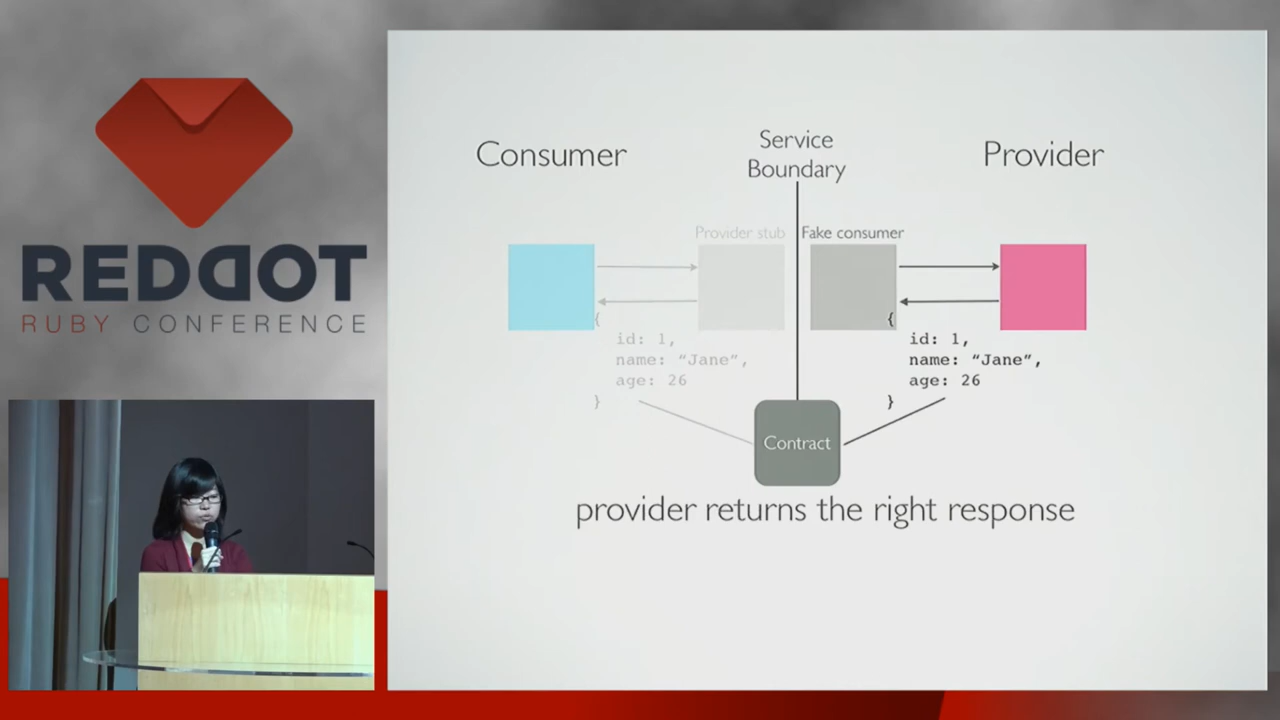 REDDOT
RUBY CONFERENCE
Consumer
Service
Boundary
Provider
Provider stub
Fake consumer
{
id: 1,
name: “Jane”,
age: 26
}
{
id: 1,
name: “Jane”,
age: 26
}
Contract
provider returns the right response